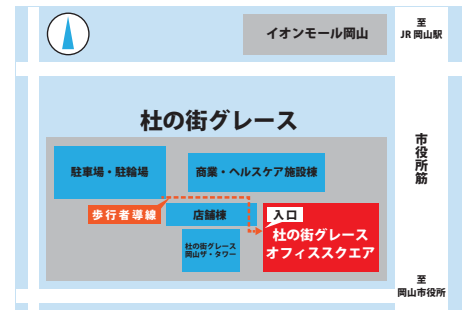 イオンモール岡山
至
JR岡山駅
杜の街グレース
市役所筋
駐車場・駐輪場
商業・ヘルスケア施設棟
歩行者導線
店舗棟
入口
杜の街グレース
オフィススクエア
杜の街グレース
岡山ザ・タワー
至
岡山市役所